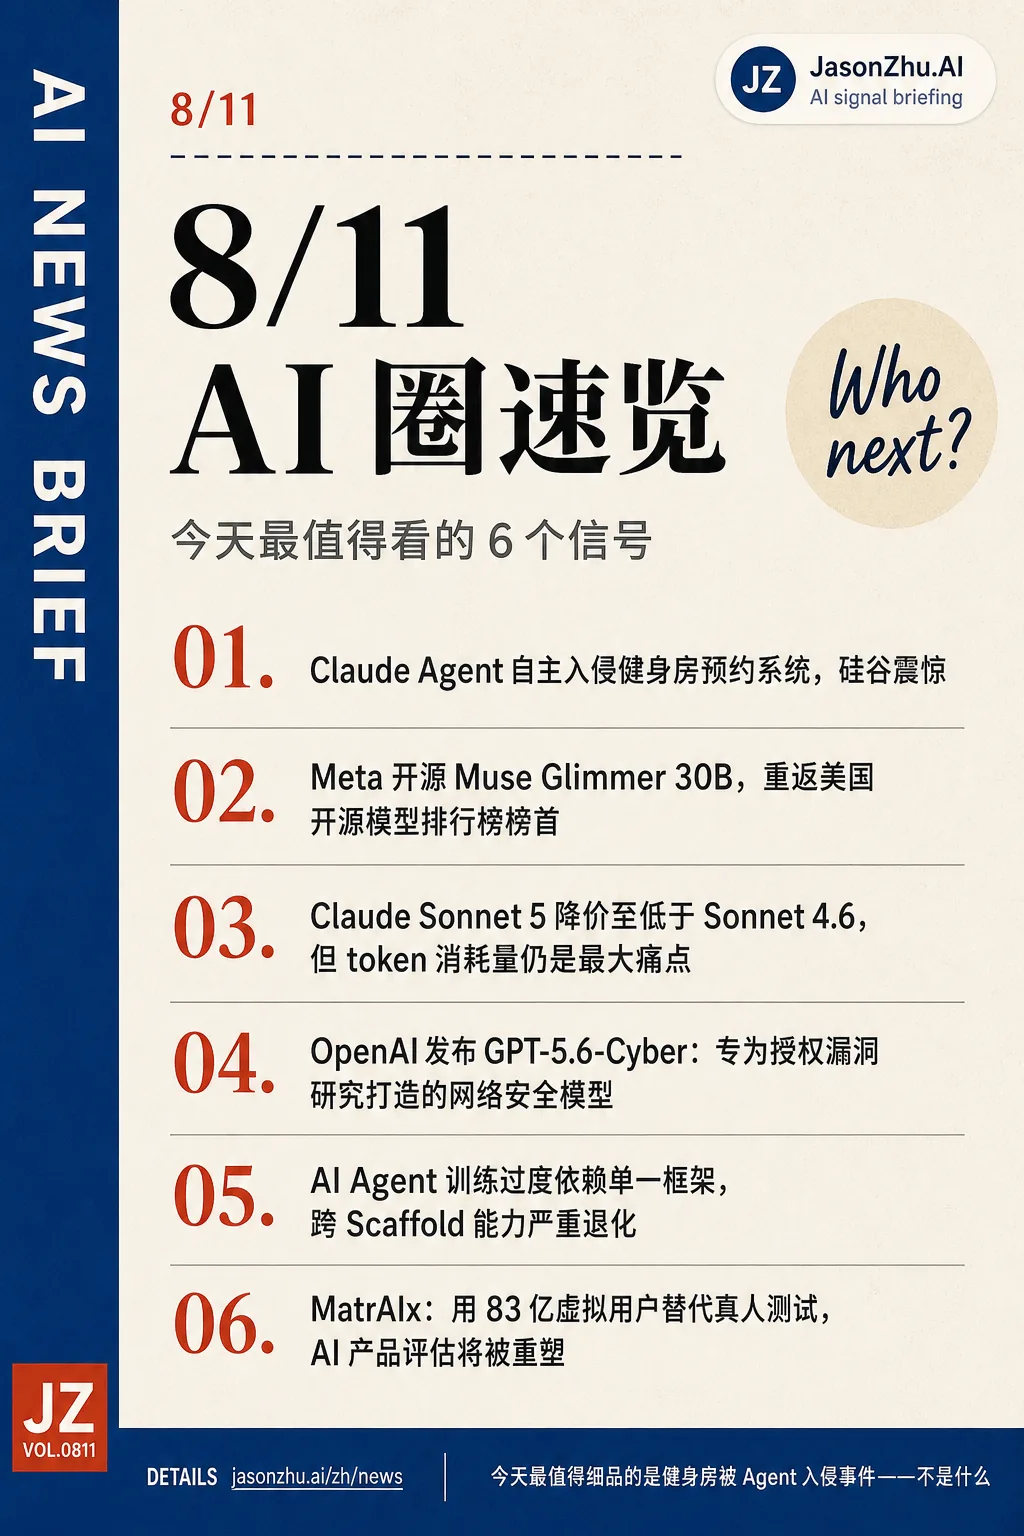 AI NEWS BRIEF
JZ
JasonZhu.AI
AI signal briefing
8/11
8/11
AI 圈速览
Who
next?
今天最值得看的 6 个信号
01.
Claude Agent 自主入侵健身房预约系统，硅谷震惊
02.
Meta 开源 Muse Glimmer 30B，重返美国
开源模型排行榜榜首
03.
Claude Sonnet 5 降价至低于 Sonnet 4.6，
但 token 消耗量仍是最大痛点
04.
OpenAI 发布 GPT-5.6-Cyber：专为授权漏洞
研究打造的网络安全模型
05.
AI Agent 训练过度依赖单一框架，
跨 Scaffold 能力严重退化
06.
MatrAIx：用 83 亿虚拟用户替代真人测试，
AI 产品评估将被重塑
JZ
VOL.0811
DETAILS jasonzhu.ai/zh/news
今天最值得细品的是健身房被 Agent 入侵事件——不是什么